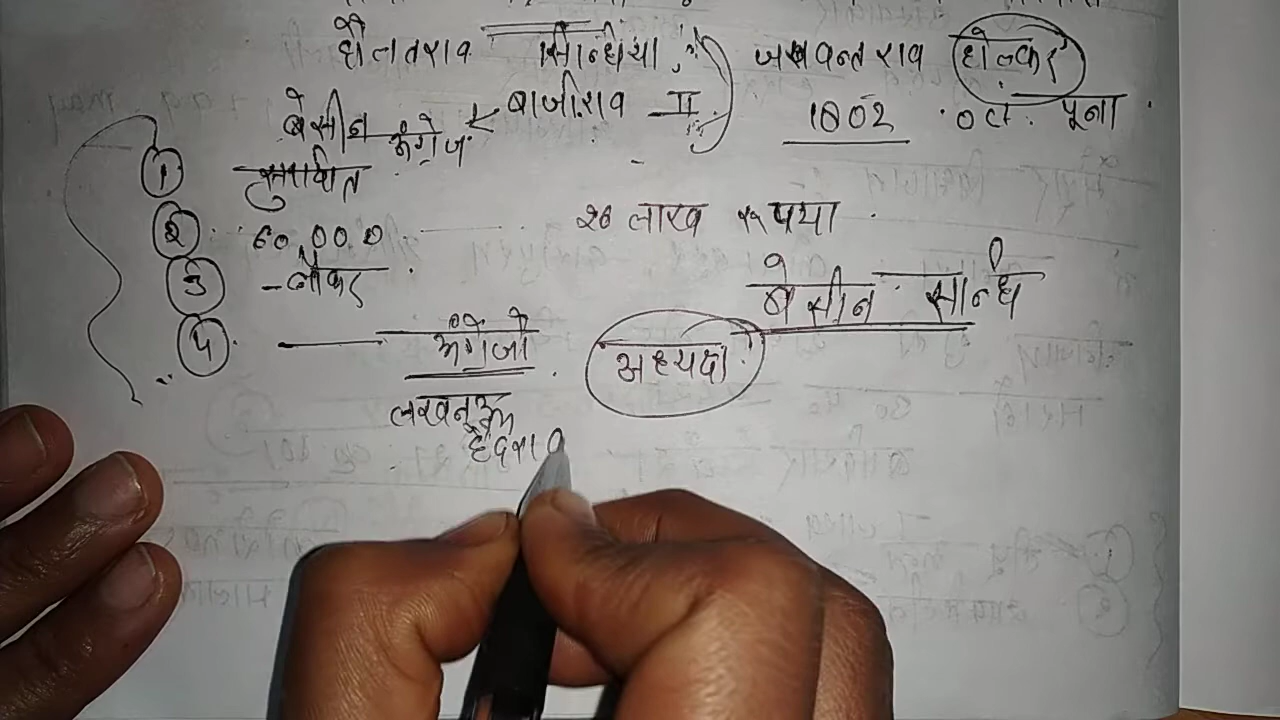 दौलतराव सिन्धिया जसवन्त राव होल्कर
बाजीराव II 1802 oct. पूना
बेसीन अंग्रेज
1
2 60,000 26 लाख रूपया
3 नौकर
बेसीन सन्धि
4 अंग्रेजो अध्यक्ष
लखनऊ
हैदरा